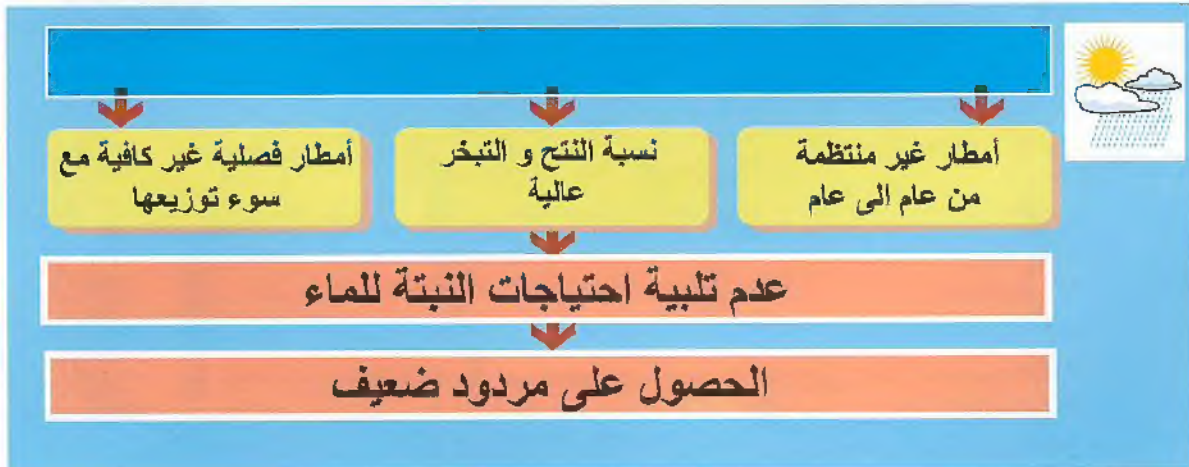 أمطار غير منتظمة
من عام الى عام
نسبة النتح و التبخر
عالية
أمطار فصلية غير كافية مع
سوء توزيعها
عدم تلبية احتياجات النبتة للماء
الحصول على مردود ضعيف